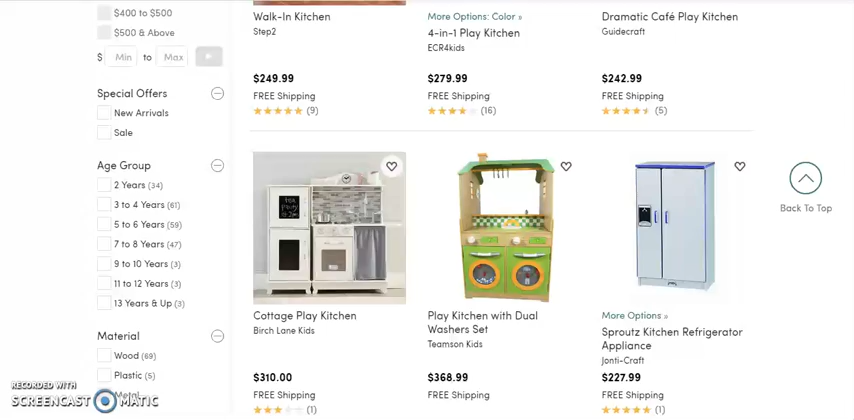 $400 to $500
$500 & Above
$ Min to Max
Special Offers
New Arrivals
Sale
Age Group
2 Years (34)
3 to 4 Years (61)
5 to 6 Years (59)
7 to 8 Years (47)
9 to 10 Years (3)
11 to 12 Years (3)
13 Years & Up (3)
Material
Wood (69)
Plastic (5)
Metal
Walk-In Kitchen
Step2
$249.99
FREE Shipping
(9)
More Options: Color »
4-in-1 Play Kitchen
ECR4kids
$279.99
FREE Shipping
(16)
Dramatic Café Play Kitchen
Guidecraft
$242.99
FREE Shipping
(5)
Cottage Play Kitchen
Birch Lane Kids
$310.00
FREE Shipping
(1)
Play Kitchen with Dual
Washers Set
Teamson Kids
$368.99
FREE Shipping
More Options »
Sproutz Kitchen Refrigerator
Appliance
Jonti-Craft
$227.99
FREE Shipping
(1)
Back To Top
RECORDED WITH
SCREENCAST MATIC